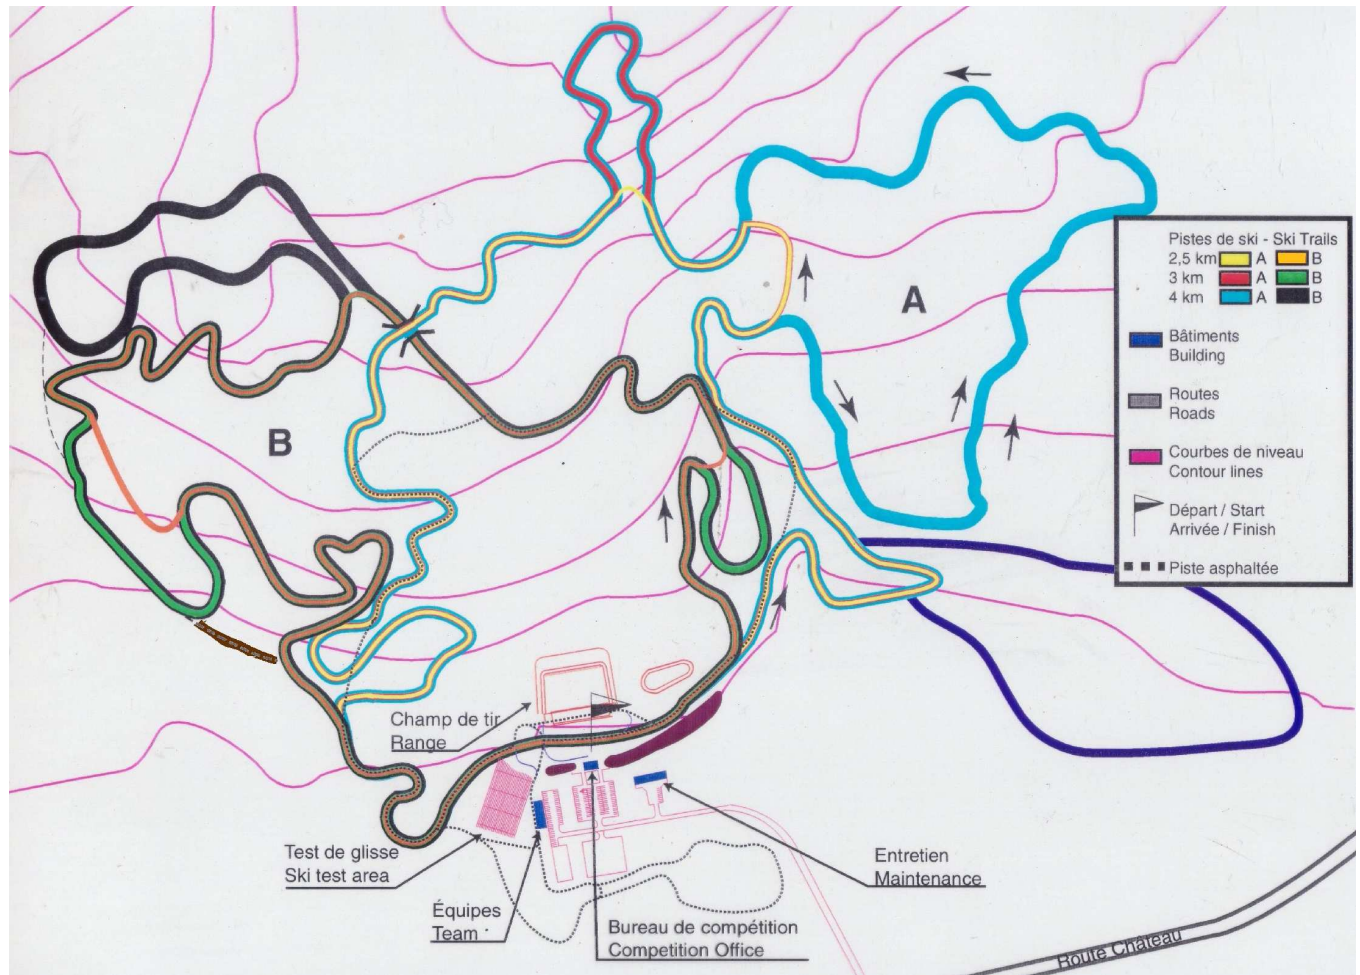 A
B
Pistes de ski - Ski Trails
2,5 km A B
3 km A B
4 km A B
Bâtiments
Building
Routes
Roads
Courbes de niveau
Contour lines
Départ / Start
Arrivée / Finish
Piste asphaltée
Champ de tir
Range
Test de glisse
Ski test area
Équipes
Team
Bureau de compétition
Competition Office
Entretien
Maintenance
Route Château